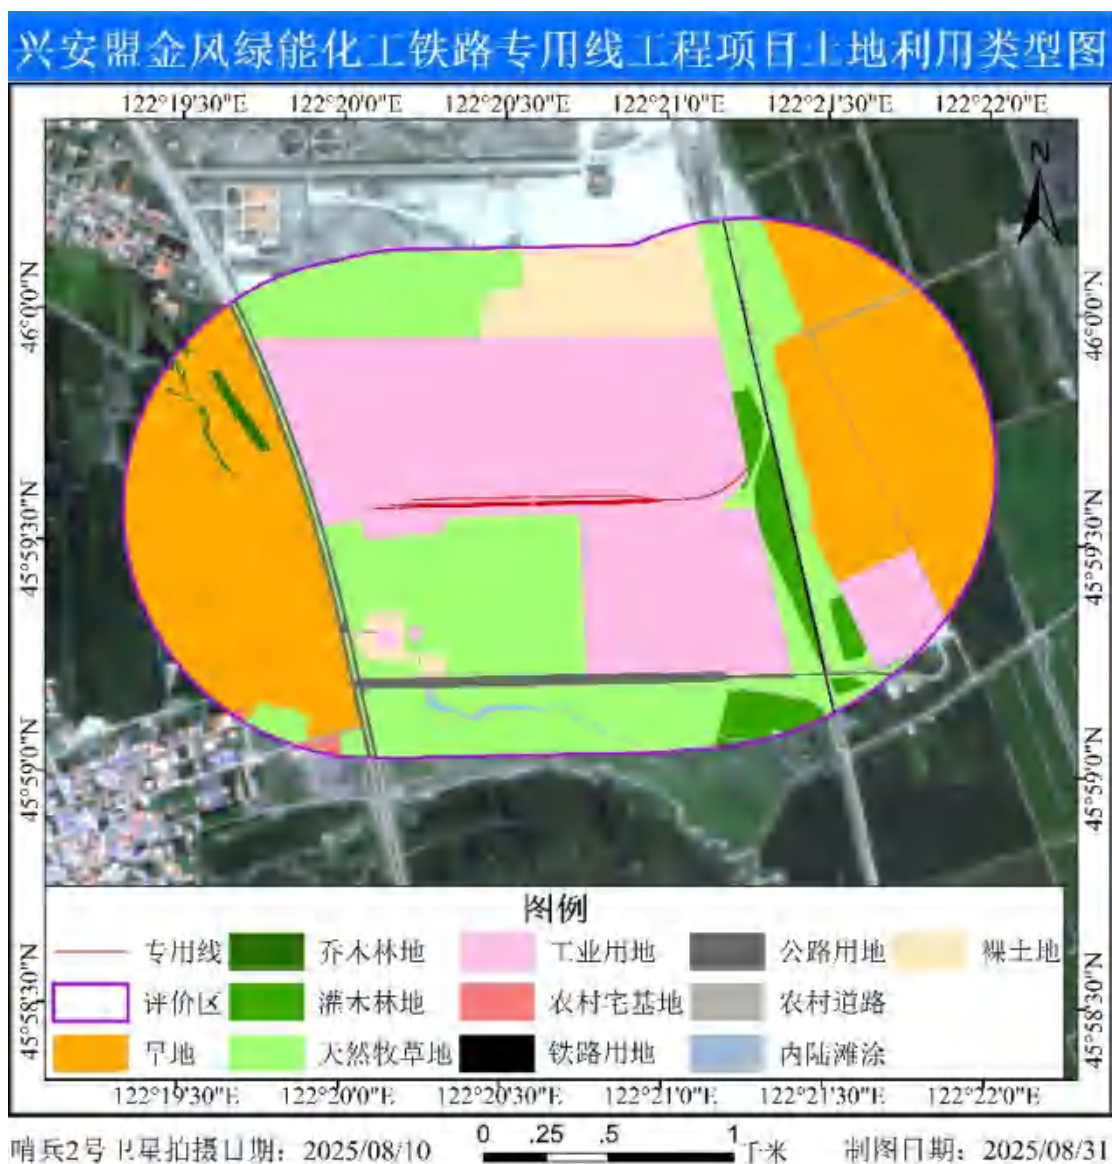 兴安盟金风绿能化工铁路专用线工程项目土地利用类型图
122°19'30"E 122°20'0"E 122°20'30"E 122°21'0"E 122°21'30"E 122°22'0"E
N
46°0'0"N 46°0'0"N
45°59'30"N 45°59'30"N
45°59'0"N 45°59'0"N
45°58'30"N 45°58'30"N
图例
专用线 乔木林地 工业用地 公路用地 裸土地
评价区 灌木林地 农村宅基地 农村道路
旱地 天然牧草地 铁路用地 内陆滩涂
122°19'30"E 122°20'0"E 122°20'30"E 122°21'0"E 122°21'30"E 122°22'0"E
哨兵2号卫星拍摄日期：2025/08/10 0 .25 .5 1 千米 制图日期：2025/08/31